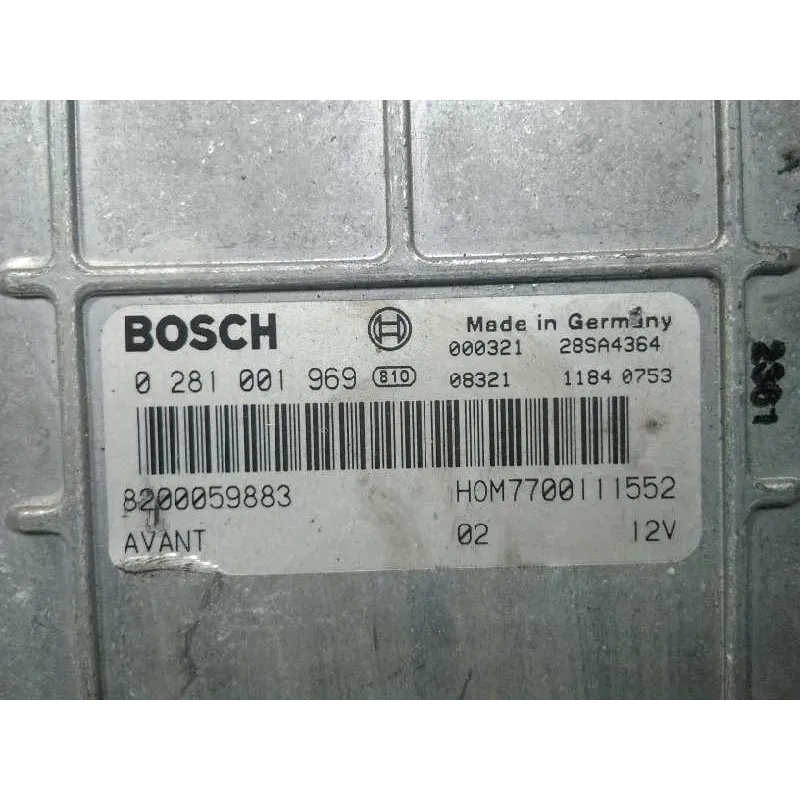 BOSCH
Made in Germany
000321 28SA4364
0 281 001 969 810 08321 1184 0753
8200059883 HOM7700111552
AVANT 02 12V